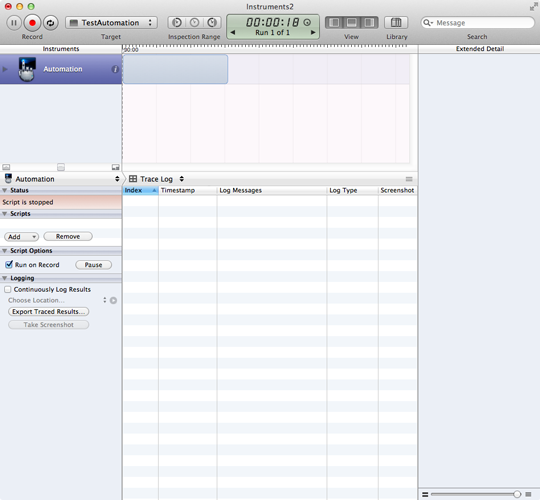 Instruments2
TestAutomation
00:00:18
Run 1 of 1
Message
Record
Target
Inspection Range
View
Library
Search
Instruments
00:00
Extended Detail
Automation
Automation
Trace Log
Status
Index
Timestamp
Log Messages
Log Type
Screenshot
Script is stopped
Scripts
Add
Remove
Script Options
Run on Record
Pause
Logging
Continuously Log Results
Choose Location...
Export Traced Results...
Take Screenshot